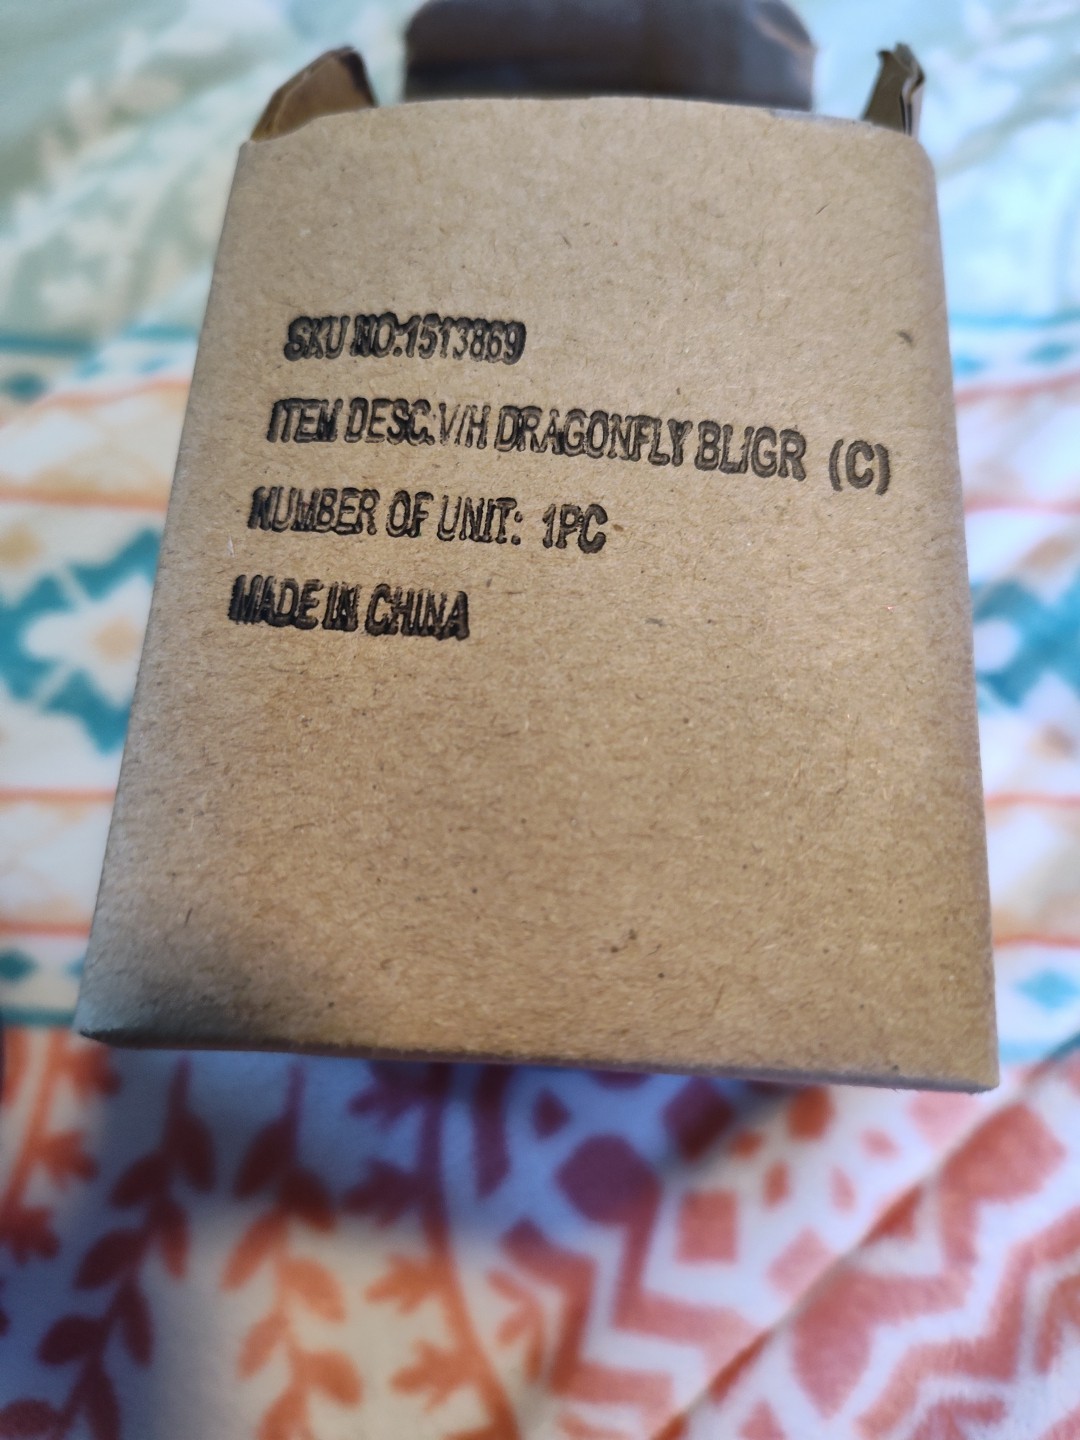 SKU NO:1513869
ITEM DESC:V/H DRAGONFLY BL/GR (C)
NUMBER OF UNIT: 1PC
MADE IN CHINA